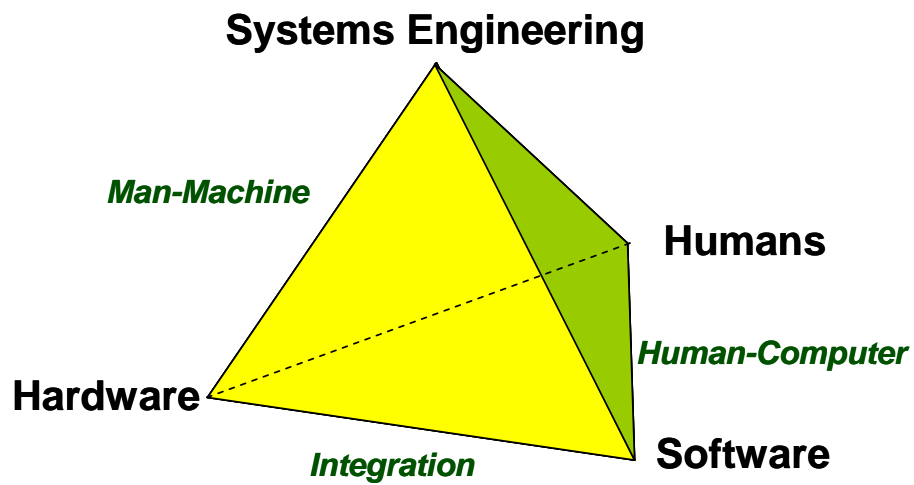 Systems Engineering
Man-Machine
Humans
Human-Computer
Hardware
Software
Integration